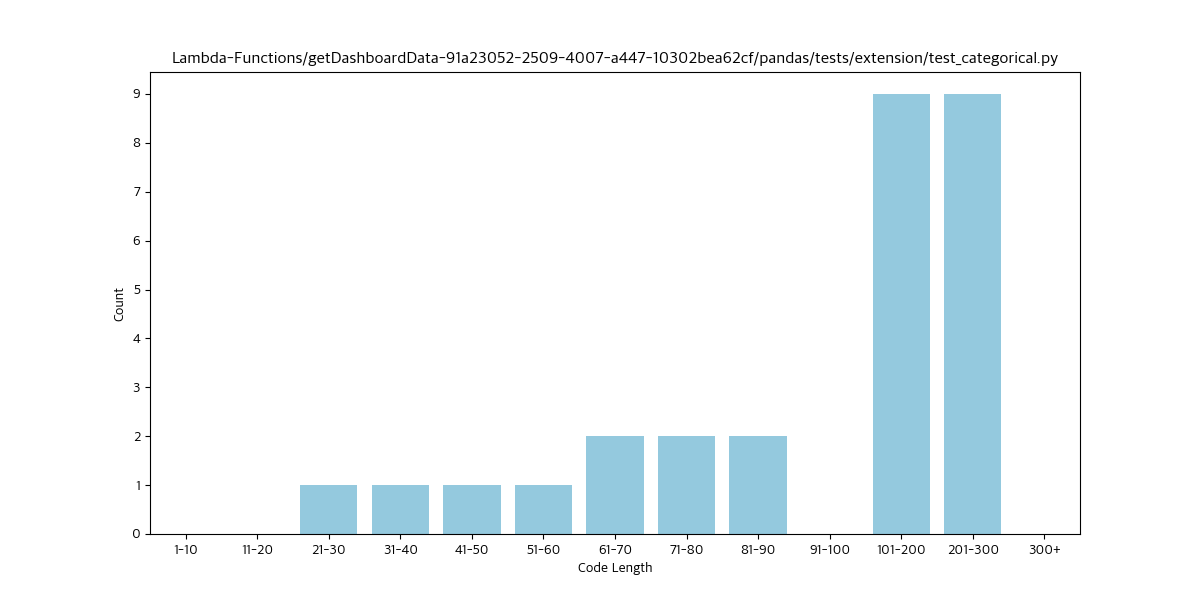 Lambda-Functions/getDashboardData-91a23052-2509-4007-a447-10302bea62cf/pandas/tests/extension/test_categorical.py
9
8
7
6
5
4
3
2
1
0
Count
1-10 11-20 21-30 31-40 41-50 51-60 61-70 71-80 81-90 91-100 101-200 201-300 300+
Code Length